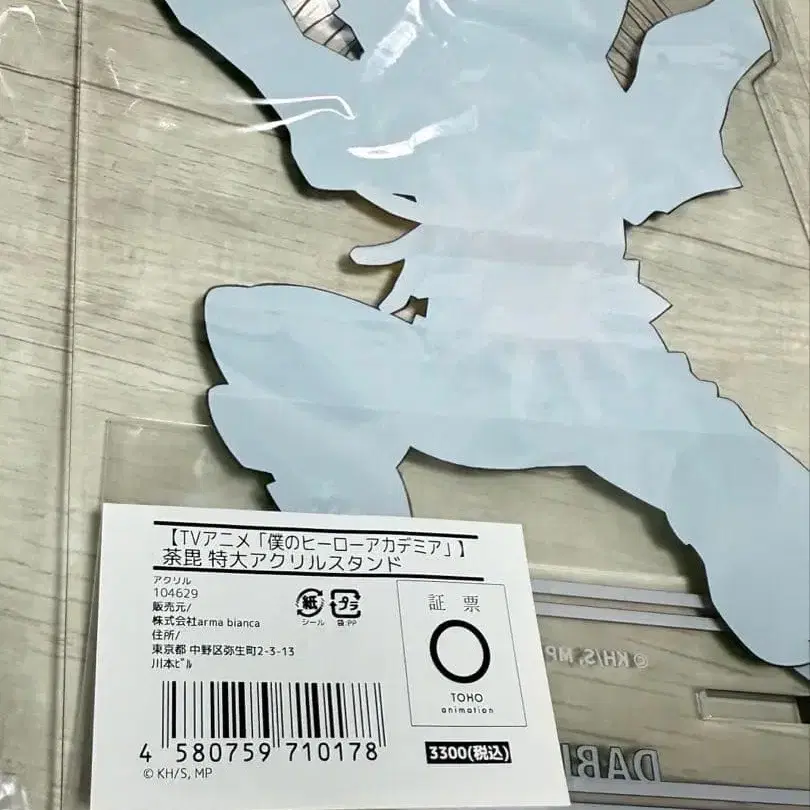 【TVアニメ「僕のヒーローアカデミア」】
荼毘 特大アクリルスタンド
アクリル
104629
販売元/
株式会社arma bianca
住所/
東京都 中野区弥生町2-3-13
川本ビル
紙
シール
プラ
袋:PP
証 票
TOHO
animation
4 580759 710178
3300(税込)
© KH/S, MP
© KH/S, MP
DABI